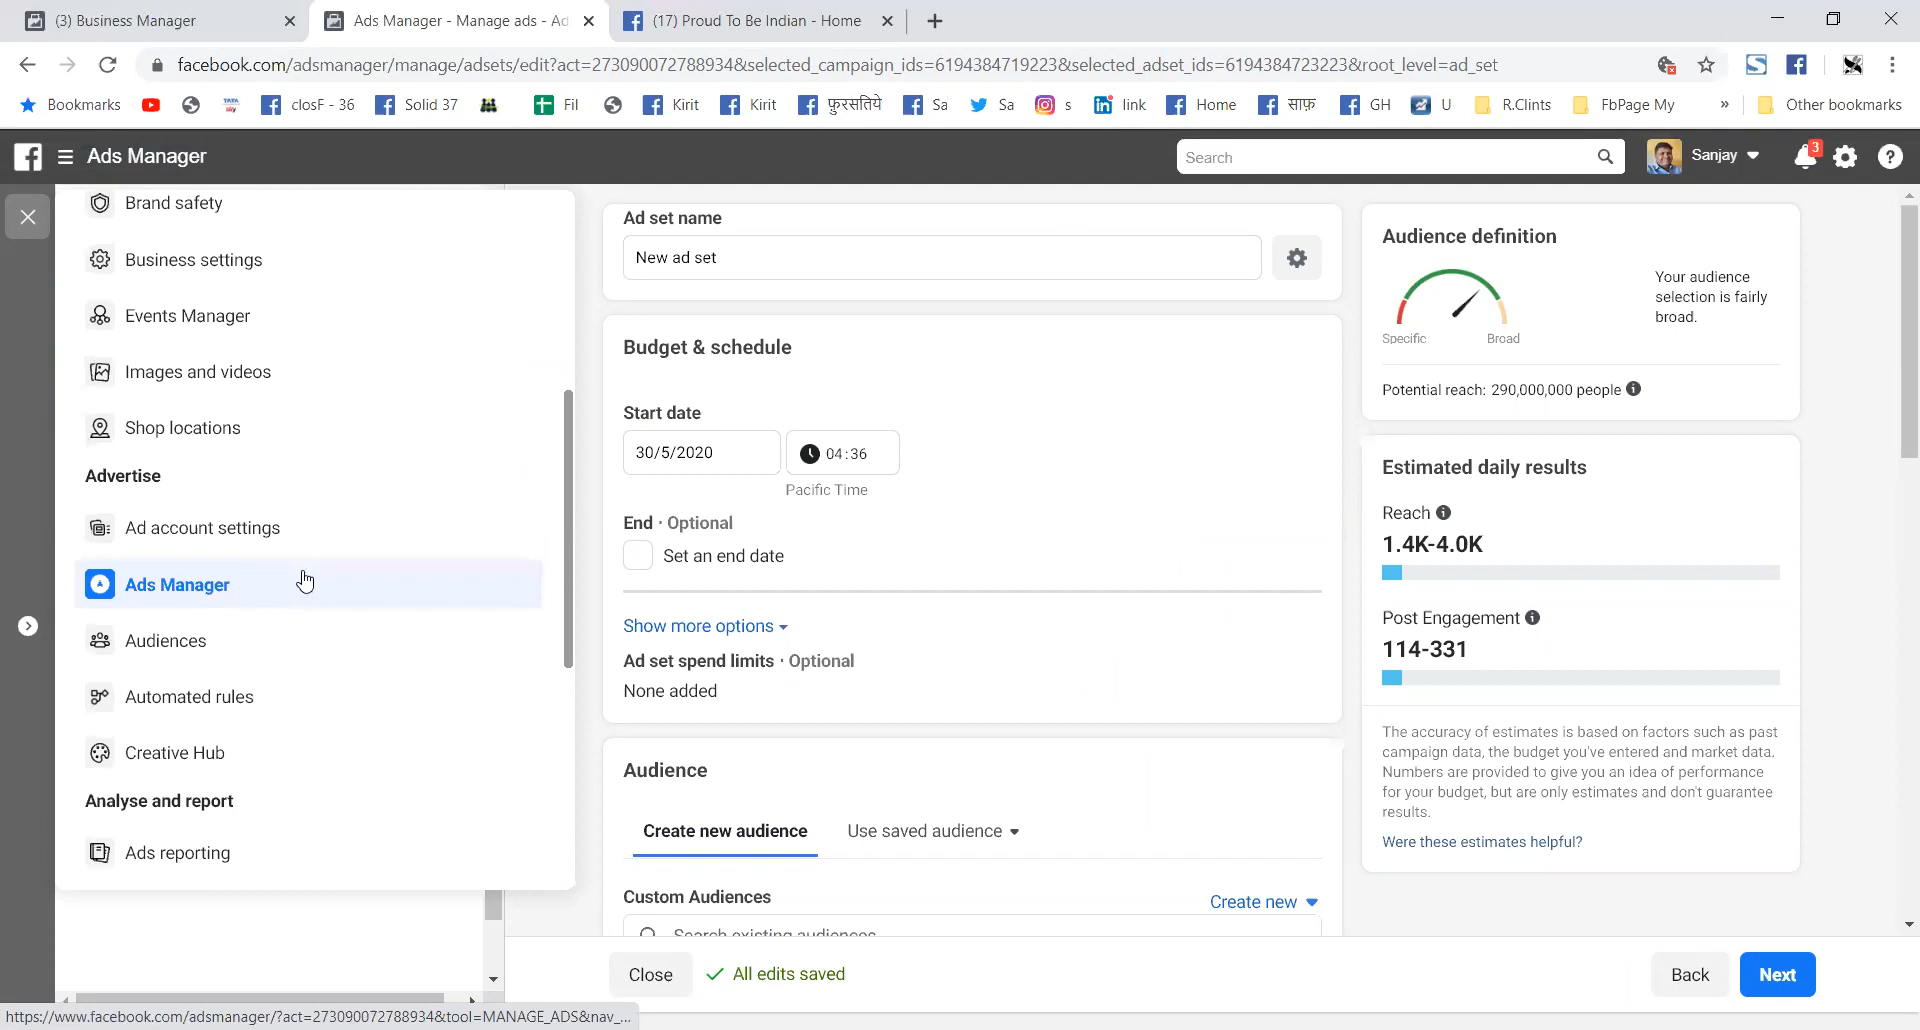 (3) Business Manager
Ads Manager - Manage ads - Ad
(17) Proud To Be Indian - Home
facebook.com/adsmanager/manage/adsets/edit?act=273090072788934&selected_campaign_ids=6194384719223&selected_adset_ids=6194384723223&root_level=ad_set
Bookmarks TATA sky closF - 36 Solid 37 Fil Kirit Kirit फ़ुरसतिये Sa Sa s link Home साफ़ GH U R.Clints FbPage My » Other bookmarks
Ads Manager
Search
Sanjay
3
Brand safety
Business settings
Events Manager
Images and videos
Shop locations
Advertise
Ad account settings
Ads Manager
Audiences
Automated rules
Creative Hub
Analyse and report
Ads reporting
Ad set name
New ad set
Budget & schedule
Start date
30/5/2020 04:36
Pacific Time
End · Optional
Set an end date
Show more options
Ad set spend limits · Optional
None added
Audience
Create new audience Use saved audience
Custom Audiences Create new
Search existing audiences
Close All edits saved Back Next
Audience definition
Your audience
selection is fairly
broad.
Specific Broad
Potential reach: 290,000,000 people
Estimated daily results
Reach
1.4K-4.0K
Post Engagement
114-331
The accuracy of estimates is based on factors such as past
campaign data, the budget you've entered and market data.
Numbers are provided to give you an idea of performance
for your budget, but are only estimates and don't guarantee
results.
Were these estimates helpful?
https://www.facebook.com/adsmanager/?act=273090072788934&tool=MANAGE_ADS&nav_...